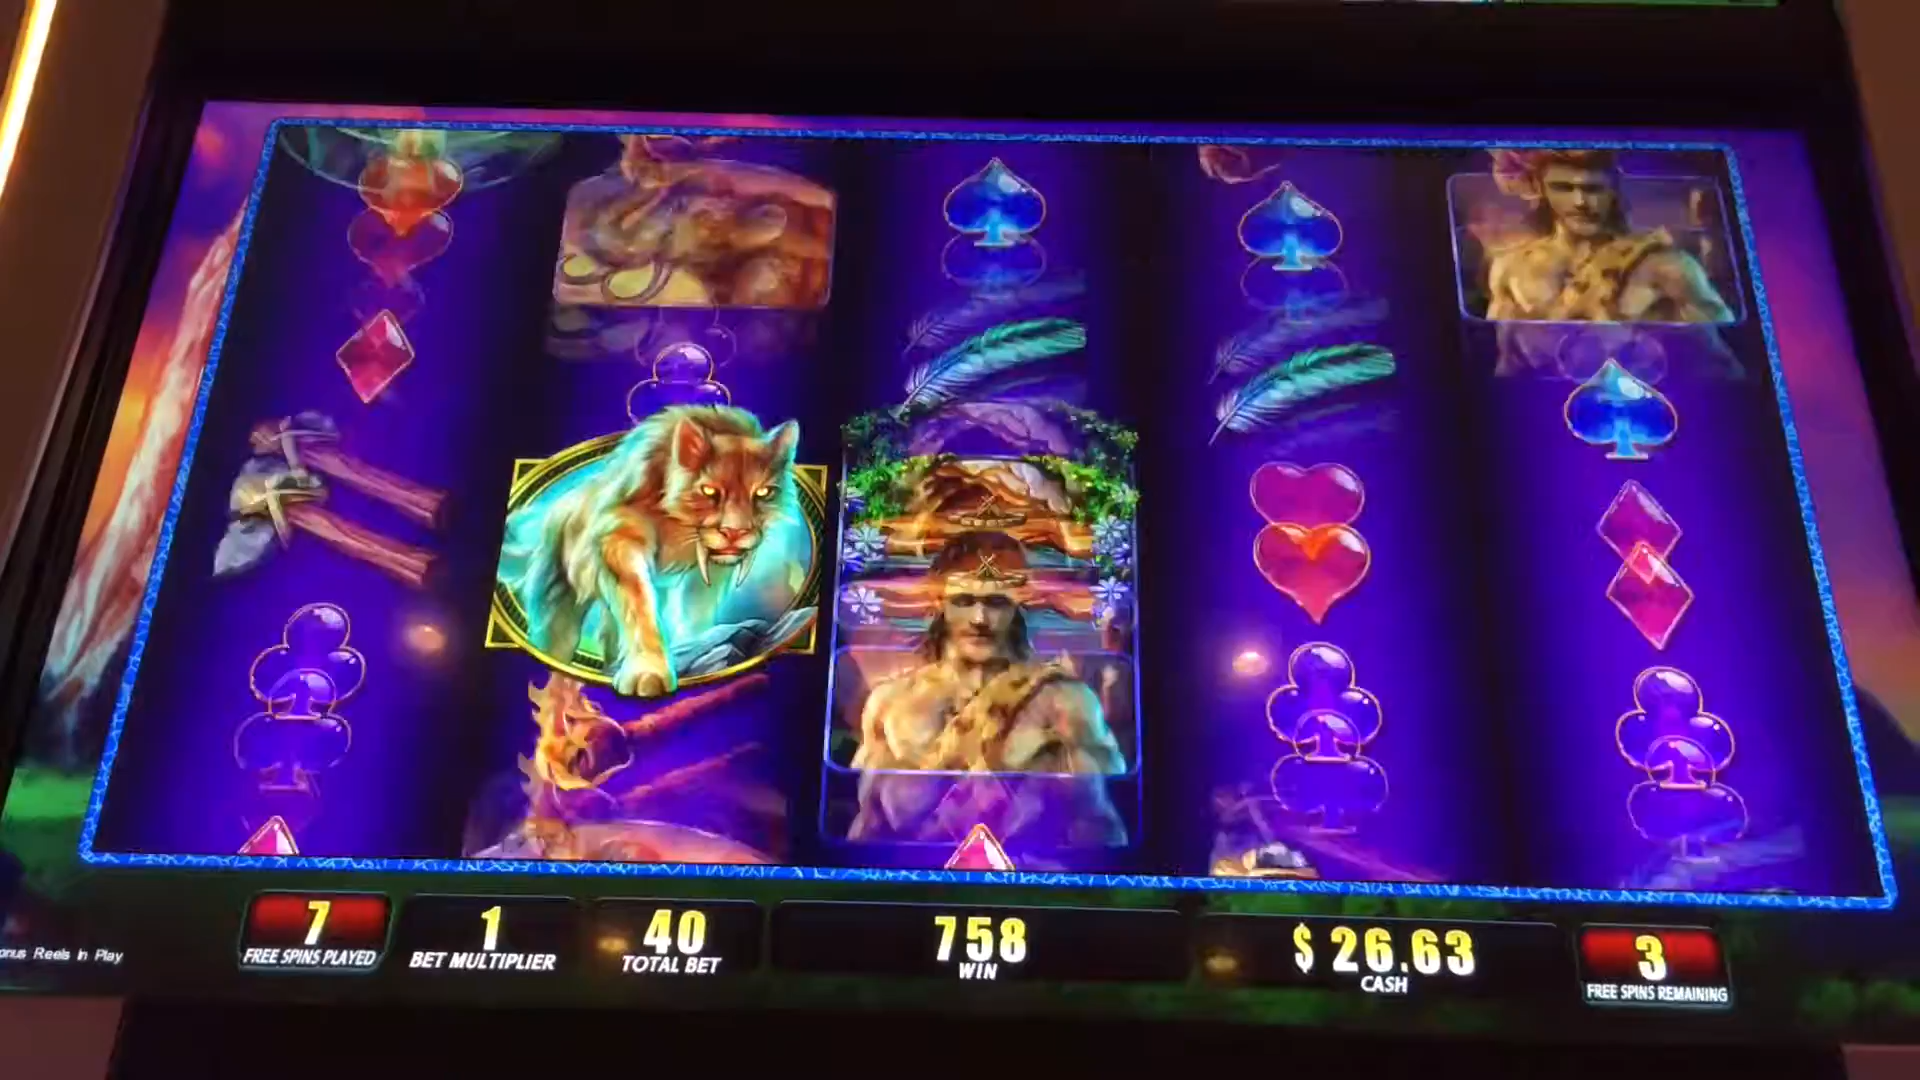 onus Reels In Play
7
FREE SPINS PLAYED
1
BET MULTIPLIER
40
TOTAL BET
758
WIN
$26.63
CASH
3
FREE SPINS REMAINING